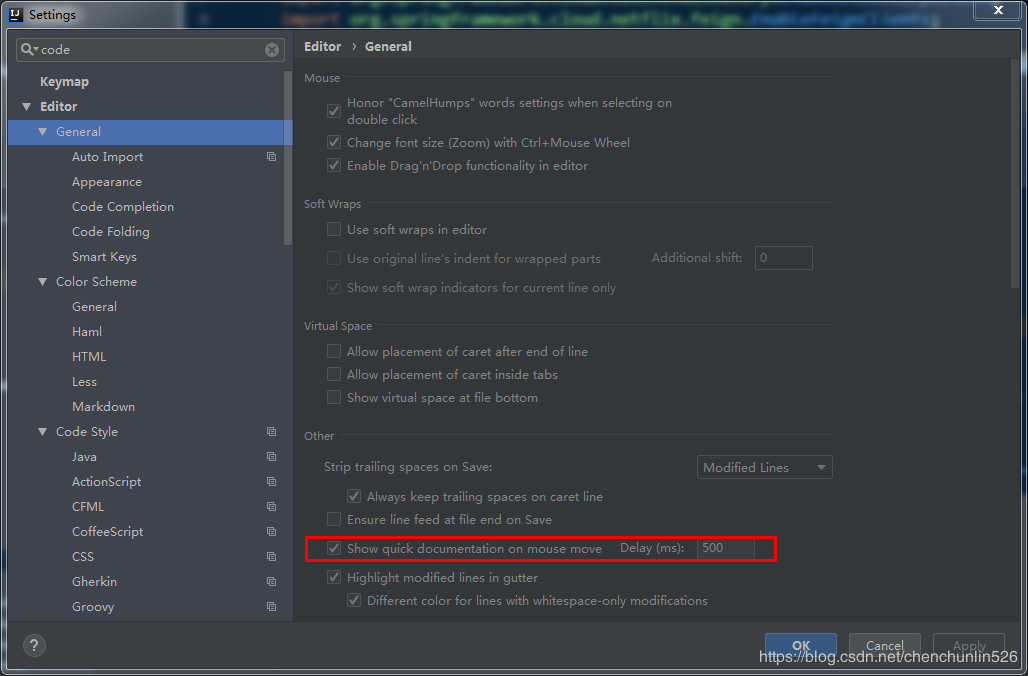 import org.springframework.cloud.netflix.feign.EnableFeignClients;
Settings
code
Keymap
Editor
General
Auto Import
Appearance
Code Completion
Code Folding
Smart Keys
Color Scheme
General
Haml
HTML
Less
Markdown
Code Style
Java
ActionScript
CFML
CoffeeScript
CSS
Gherkin
Groovy
Editor › General
Mouse
Honor "CamelHumps" words settings when selecting on
double click
Change font size (Zoom) with Ctrl+Mouse Wheel
Enable Drag'n'Drop functionality in editor
Soft Wraps
Use soft wraps in editor
Use original line's indent for wrapped parts Additional shift: 0
Show soft wrap indicators for current line only
Virtual Space
Allow placement of caret after end of line
Allow placement of caret inside tabs
Show virtual space at file bottom
Other
Strip trailing spaces on Save: Modified Lines
Always keep trailing spaces on caret line
Ensure line feed at file end on Save
Show quick documentation on mouse move Delay (ms): 500
Highlight modified lines in gutter
Different color for lines with whitespace-only modifications
? OK Cancel Apply
https://blog.csdn.net/chenchunlin526